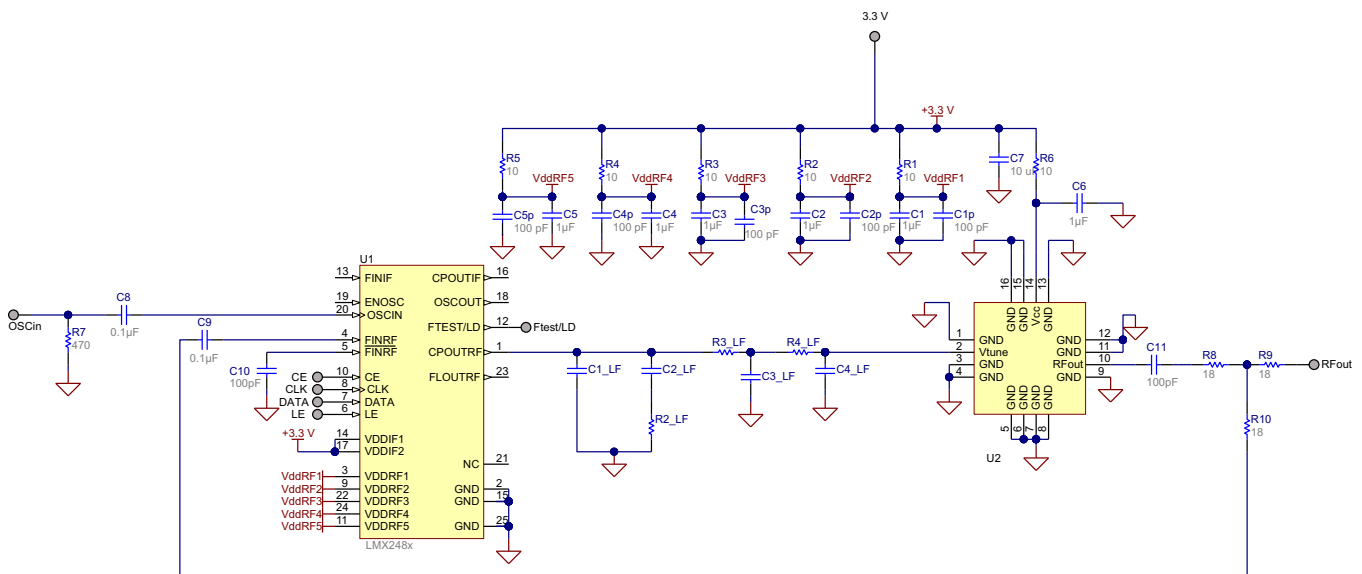 3.3 V
+3.3 V
R5
10
R4
10
R3
10
R2
10
R1
10
C7
10 uF
R6
10
VddRF5
VddRF4
VddRF3
VddRF2
VddRF1
C6
1µF
C5p
100 pF
C5
1µF
C4p
100 pF
C4
1µF
C3
1µF
C3p
100 pF
C2
1µF
C2p
100 pF
C1
1µF
C1p
100 pF
U1
13 FINIF
19 ENOSC
20 OSCIN
4 FINRF
5 FINRF
10 CE
8 CLK
7 DATA
6 LE
14 VDDIF1
17 VDDIF2
3 VDDRF1
9 VDDRF2
22 VDDRF3
24 VDDRF4
11 VDDRF5
CPOUTIF 16
OSCOUT 18
FTEST/LD 12
CPOUTRF 1
FLOUTRF 23
NC 21
GND 2
GND 15
GND 25
LMX248x
OSCin
R7
470
C8
0.1µF
C9
0.1µF
C10
100pF
CE
CLK
DATA
LE
+3.3 V
VddRF1
VddRF2
VddRF3
VddRF4
VddRF5
Ftest/LD
C1_LF
C2_LF
R2_LF
R3_LF
C3_LF
R4_LF
C4_LF
16 GND
15 GND
14 Vcc
13 GND
1 GND
2 Vtune
3 GND
4 GND
GND 12
GND 11
RFout 10
GND 9
GND 5
GND 6
GND 7
GND 8
U2
C11
100pF
R8
18
R9
18
RFout
R10
18